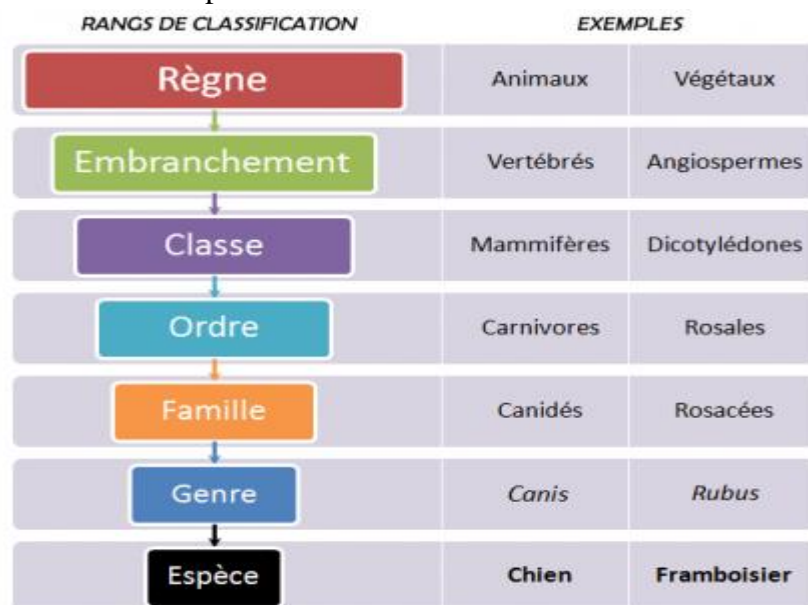 RANGS DE CLASSIFICATION EXEMPLES
Règne Animaux Végétaux
Embranchement Vertébrés Angiospermes
Classe Mammifères Dicotylédones
Ordre Carnivores Rosales
Famille Canidés Rosacées
Genre Canis Rubus
Espèce Chien Framboisier